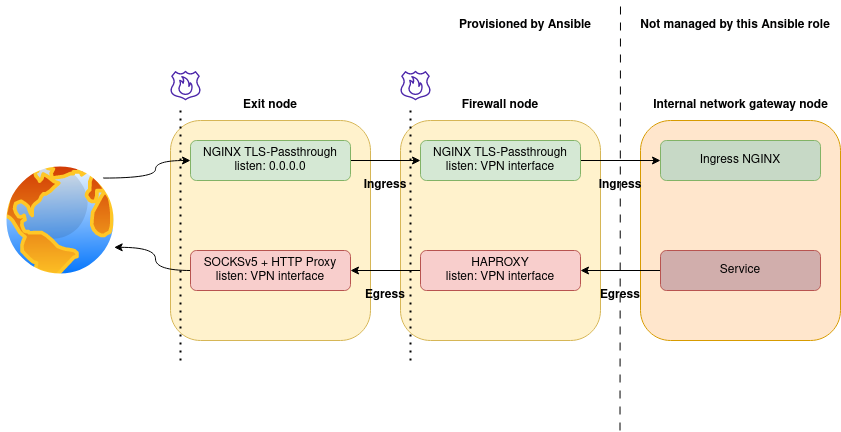 Provisioned by Ansible
Not managed by this Ansible role
Exit node
Firewall node
Internal network gateway node
NGINX TLS-Passthrough
listen: 0.0.0.0
NGINX TLS-Passthrough
listen: VPN interface
Ingress NGINX
Ingress
Ingress
SOCKSv5 + HTTP Proxy
listen: VPN interface
HAPROXY
listen: VPN interface
Service
Egress
Egress